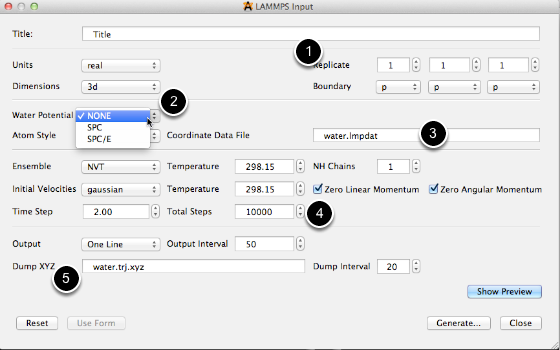 LAMMPS Input
Title: Title
1
Units real Replicate 1 1 1
Dimensions 3d Boundary p p p
Water Potential ✓ NONE 2
SPC
SPC/E
Atom Style Coordinate Data File water.lmpdat 3
Ensemble NVT Temperature 298.15 NH Chains 1
Initial Velocities gaussian Temperature 298.15 Zero Linear Momentum Zero Angular Momentum
Time Step 2.00 Total Steps 10000 4
Output One Line Output Interval 50
Dump XYZ water.trj.xyz Dump Interval 20
5
Show Preview
Reset Use Form Generate... Close